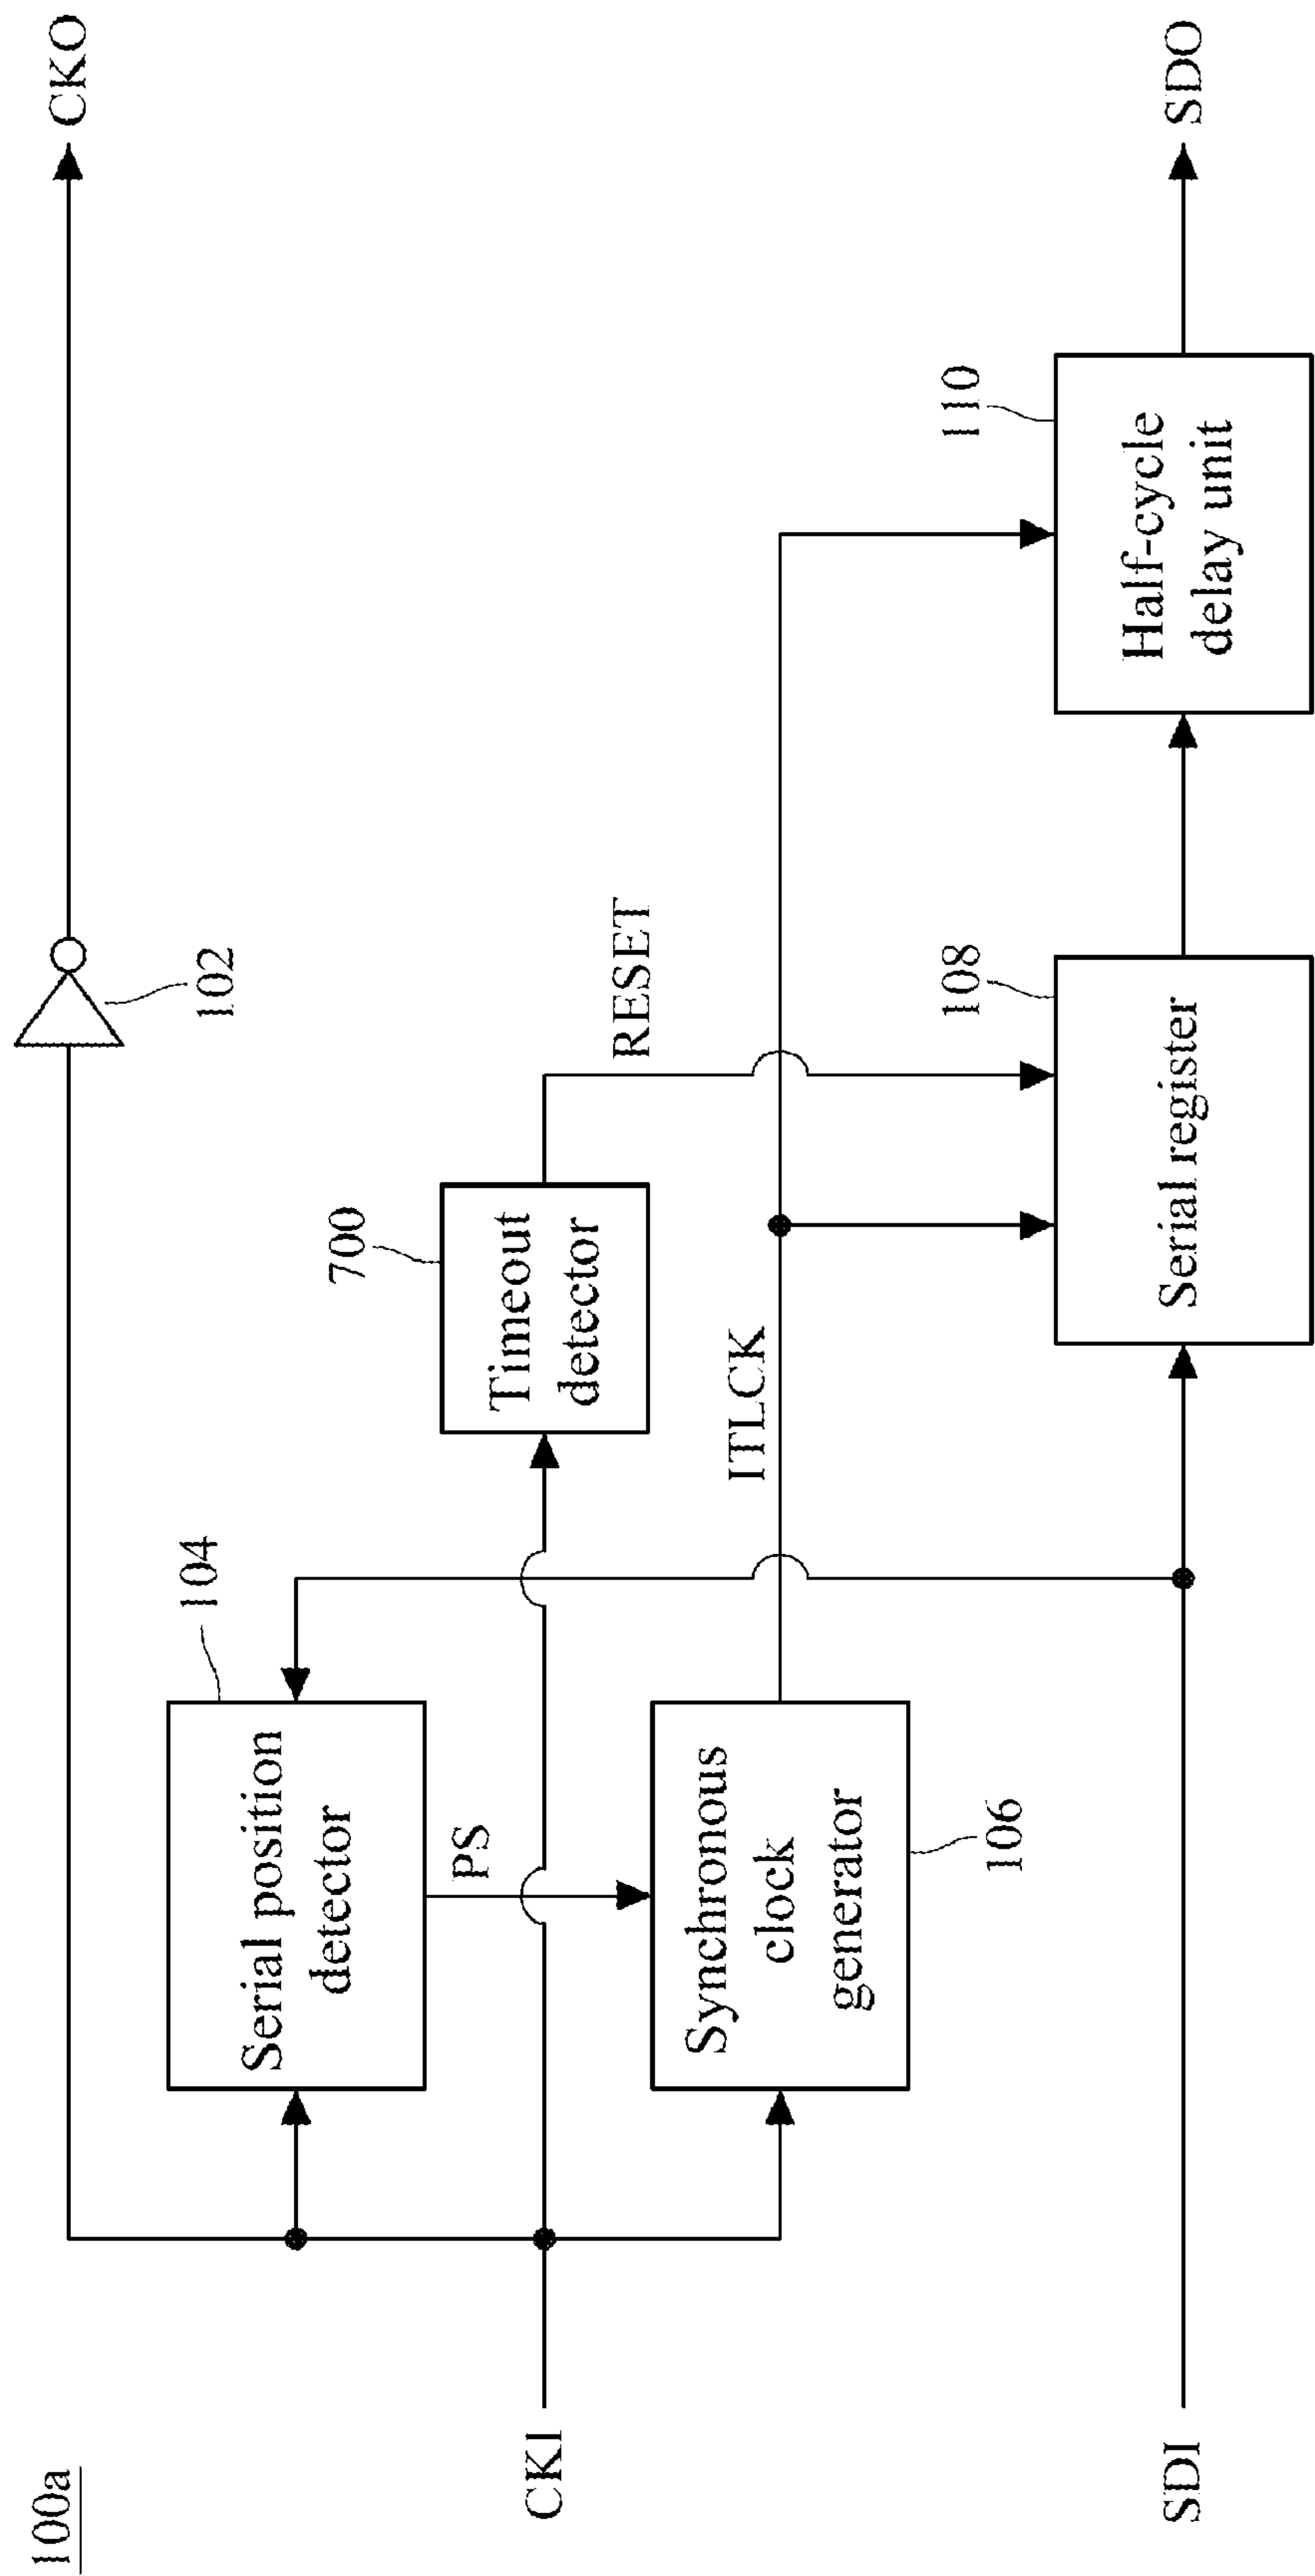 100a
CKO
102
104
Serial position
detector
700
Timeout
detector
PS
RESET
CKI
ITLCK
Synchronous
clock
generator
106
108
110
Serial register
Half-cycle
delay unit
SDI
SDO